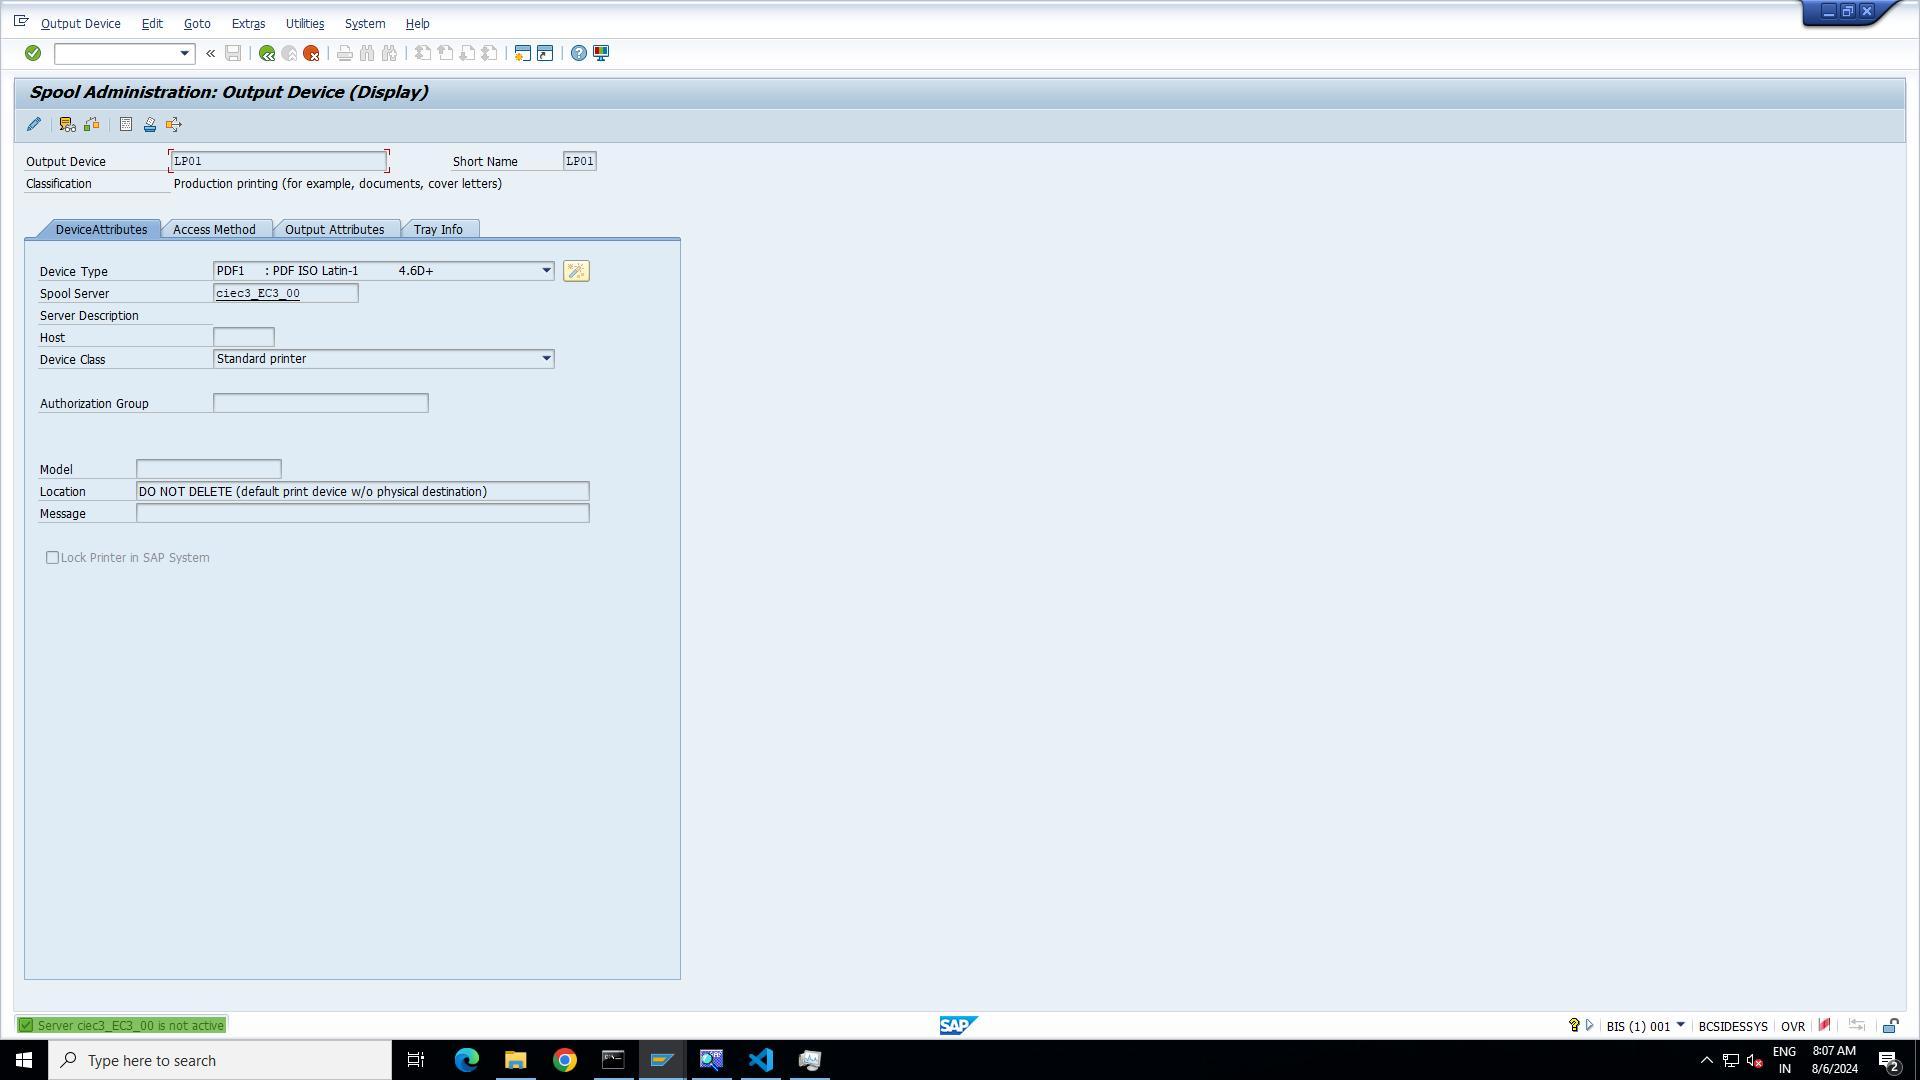 Output Device Edit Goto Extras Utilities System Help
Spool Administration: Output Device (Display)
Output Device LP01 Short Name LP01
Classification Production printing (for example, documents, cover letters)
DeviceAttributes Access Method Output Attributes Tray Info
Device Type PDF1 : PDF ISO Latin-1 4.6D+
Spool Server ciec3_EC3_00
Server Description
Host
Device Class Standard printer
Authorization Group
Model
Location DO NOT DELETE (default print device w/o physical destination)
Message
Lock Printer in SAP System
Server ciec3_EC3_00 is not active SAP BIS (1) 001 BCSIDESSYS OVR
Type here to search ENG 8:07 AM
IN 8/6/2024 2